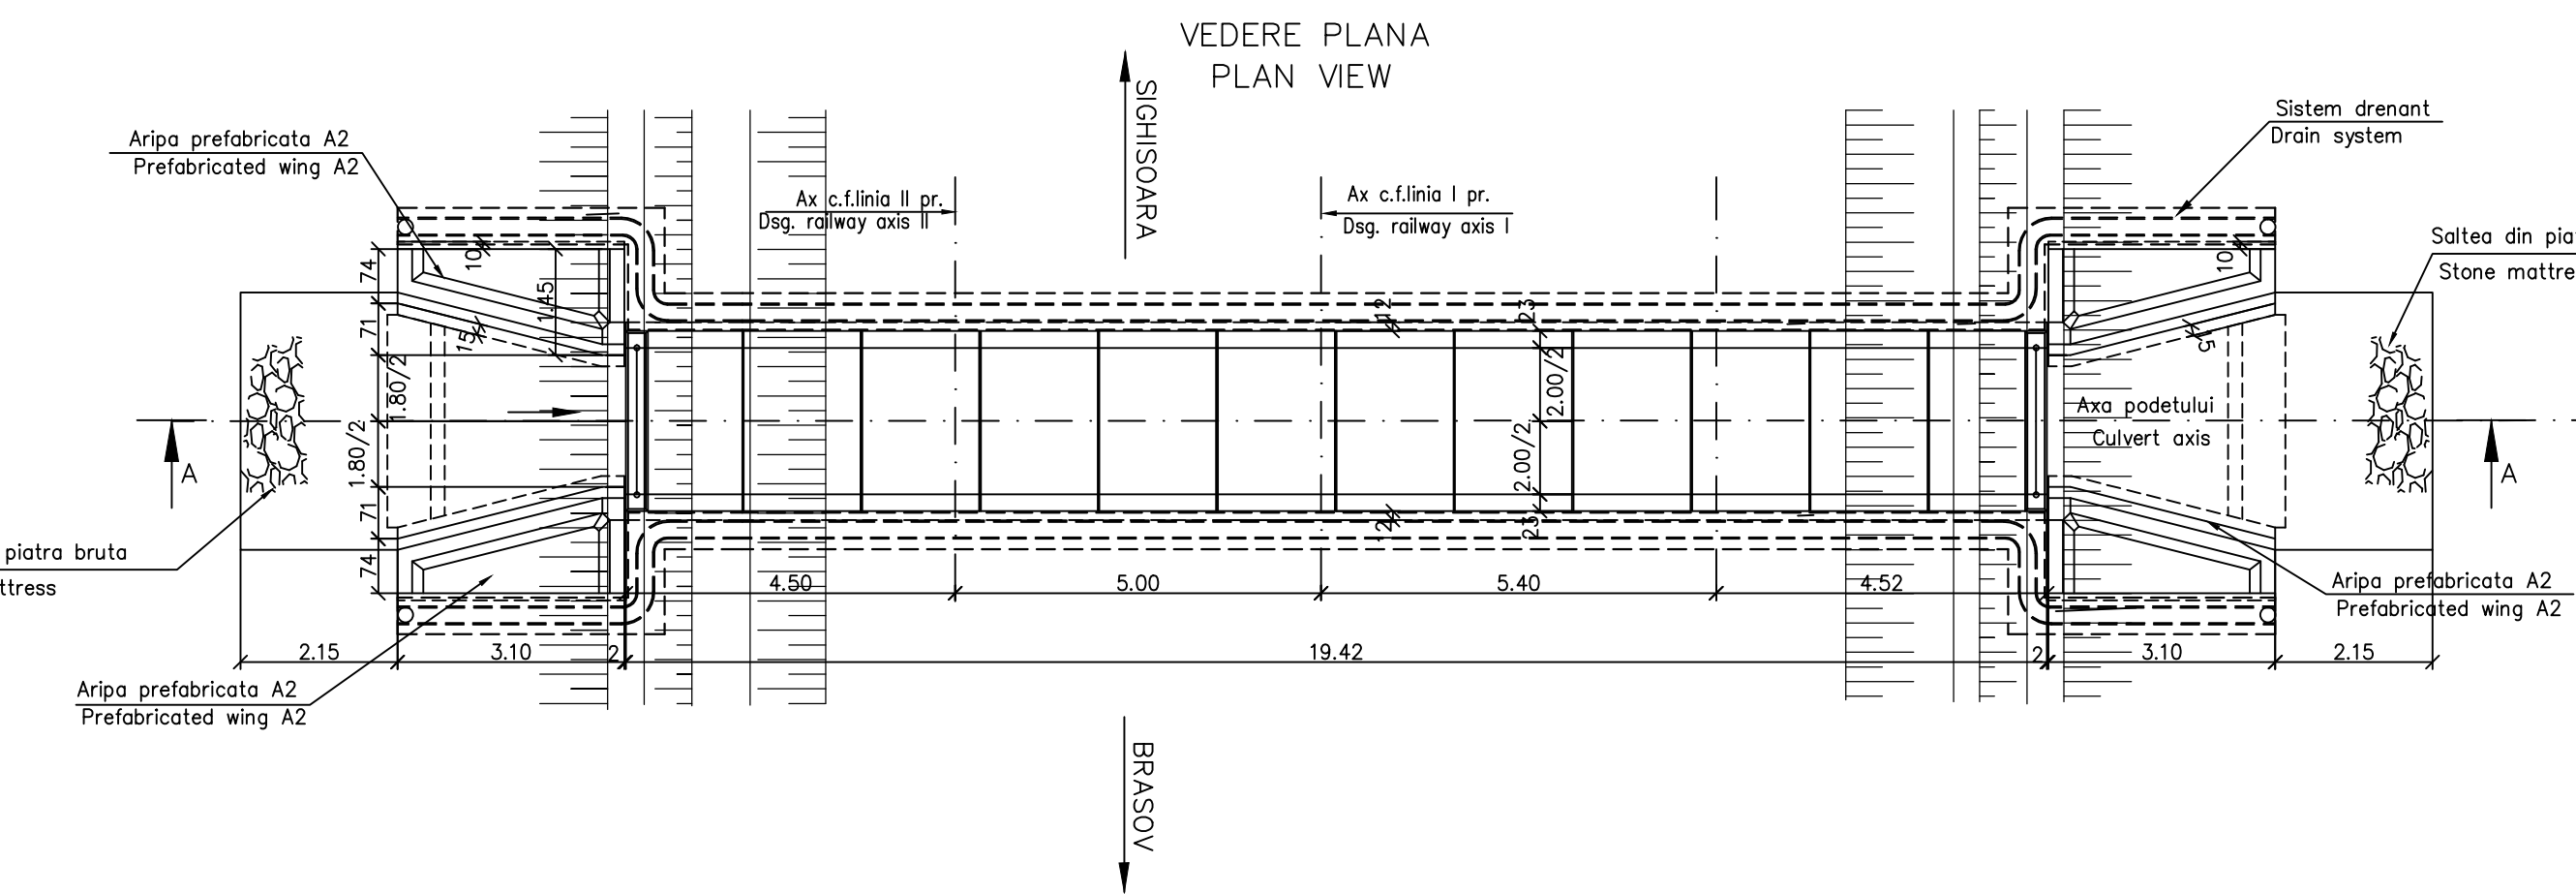 VEDERE PLANA
PLAN VIEW
SIGHISOARA
Aripa prefabricata A2
Prefabricated wing A2
Ax c.f.linia II pr.
Dsg. railway axis II
Ax c.f.linia I pr.
Dsg. railway axis I
Sistem drenant
Drain system
Saltea din pia
Stone mattre
74
10
1.45
71
15
1.80/2
1.80/2
71
74
12
23
2.00/2
2.00/2
12
23
10
5
A
Axa podetului
Culvert axis
A
piatra bruta
ttress
4.50
5.00
5.40
4.52
Aripa prefabricata A2
Prefabricated wing A2
2.15
3.10
2
19.42
2
3.10
2.15
Aripa prefabricata A2
Prefabricated wing A2
BRASOV